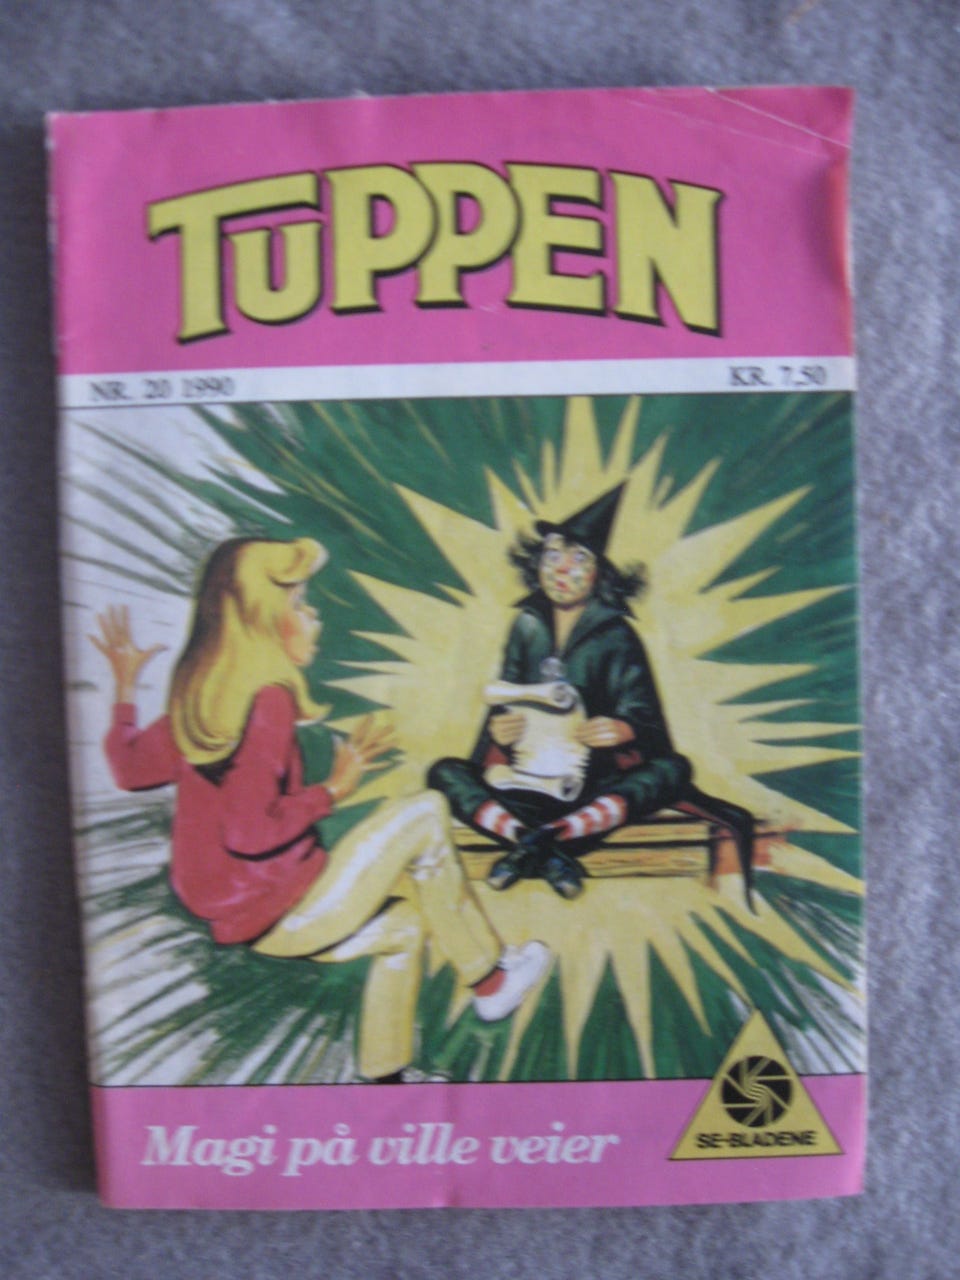 TUPPEN
NR. 20 1990 KR. 7,50
Magi på ville veier
SE-BLADENE